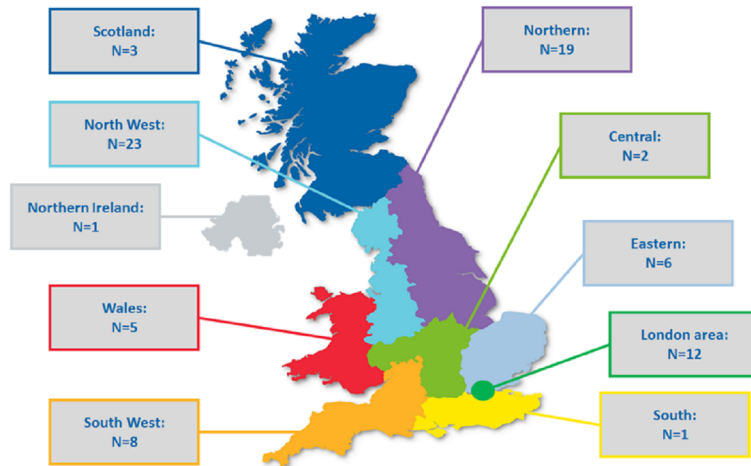 Scotland:
N=3
Northern:
N=19
North West:
N=23
Central:
N=2
Northern Ireland:
N=1
Eastern:
N=6
Wales:
N=5
London area:
N=12
South West:
N=8
South:
N=1